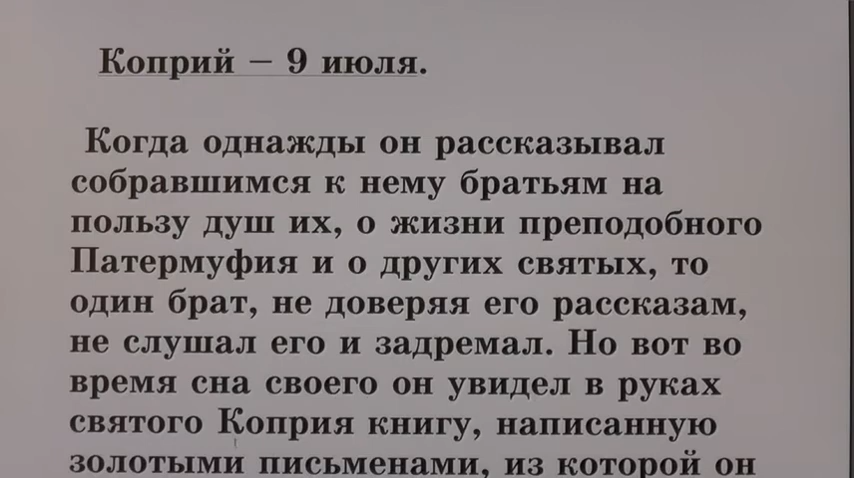 Коприй – 9 июля.
Когда однажды он рассказывал
собравшимся к нему братьям на
пользу душ их, о жизни преподобного
Патермуфия и о других святых, то
один брат, не доверяя его рассказам,
не слушал его и задремал. Но вот во
время сна своего он увидел в руках
святого Коприя книгу, написанную
золотыми письменами, из которой он